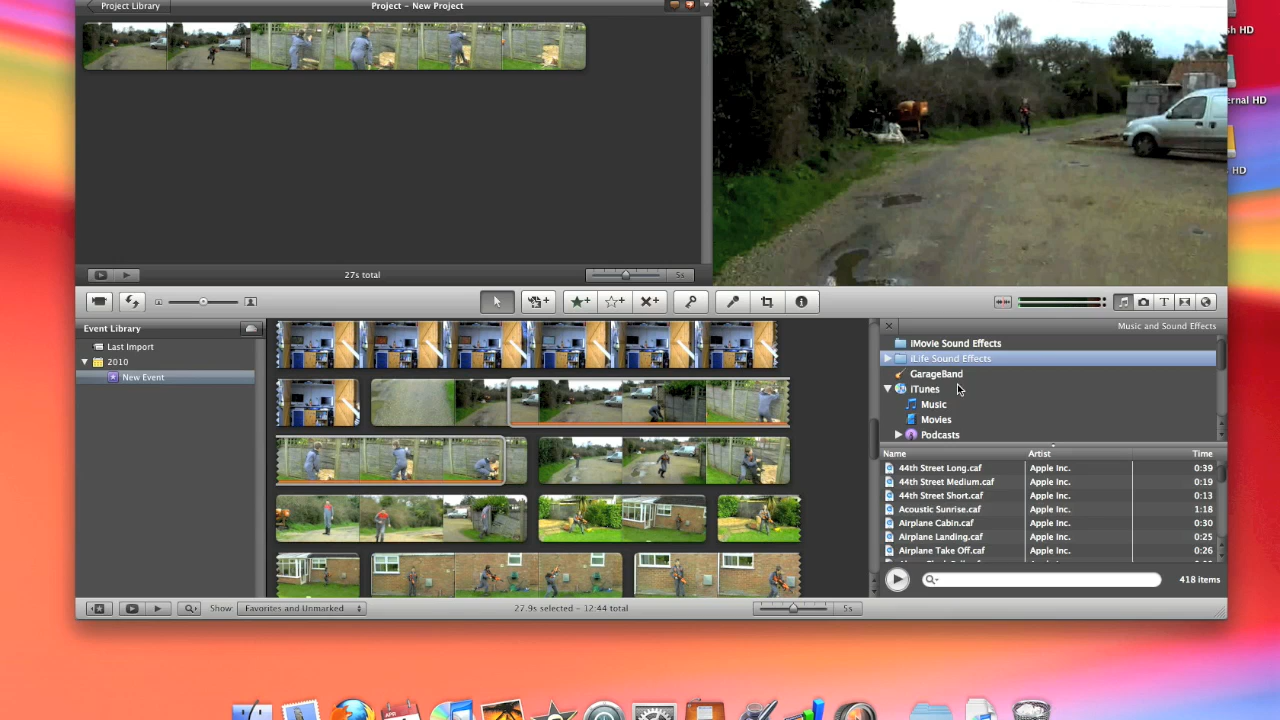 Project Library
Project - New Project
sh HD
ernal HD
HD
27s total
5s
Event Library
Last Import
2010
New Event
Music and Sound Effects
iMovie Sound Effects
iLife Sound Effects
GarageBand
iTunes
Music
Movies
Podcasts
Name Artist Time
44th Street Long.caf Apple Inc. 0:39
44th Street Medium.caf Apple Inc. 0:19
44th Street Short.caf Apple Inc. 0:13
Acoustic Sunrise.caf Apple Inc. 1:18
Airplane Cabin.caf Apple Inc. 0:30
Airplane Landing.caf Apple Inc. 0:25
Airplane Take Off.caf Apple Inc. 0:26
418 items
Show: Favorites and Unmarked
27.9s selected - 12:44 total
5s
APR